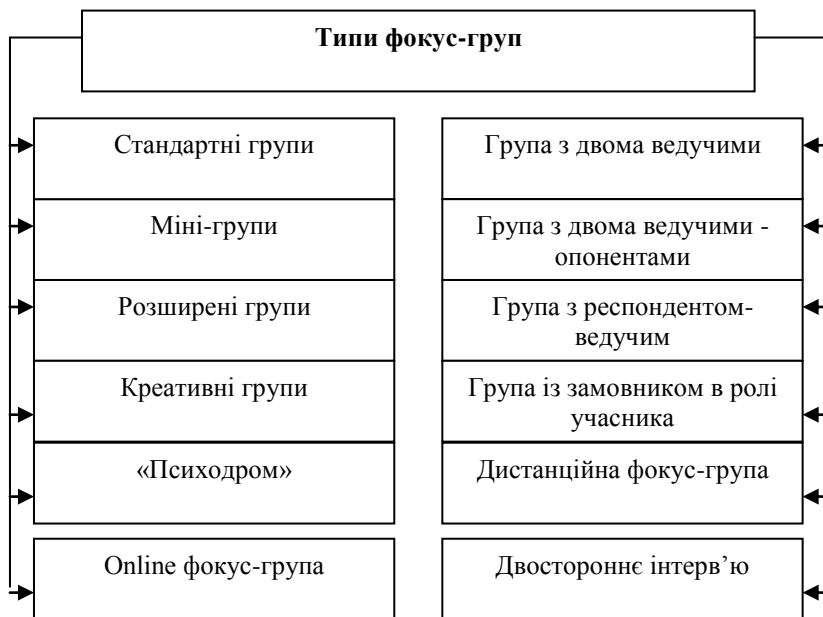 Типи фокус-груп
Стандартні групи
Група з двома ведучими
Міні-групи
Група з двома ведучими -
опонентами
Розширені групи
Група з респондентом-
ведучим
Креативні групи
Група із замовником в ролі
учасника
«Психодром»
Дистанційна фокус-група
Online фокус-група
Двостороннє інтерв’ю